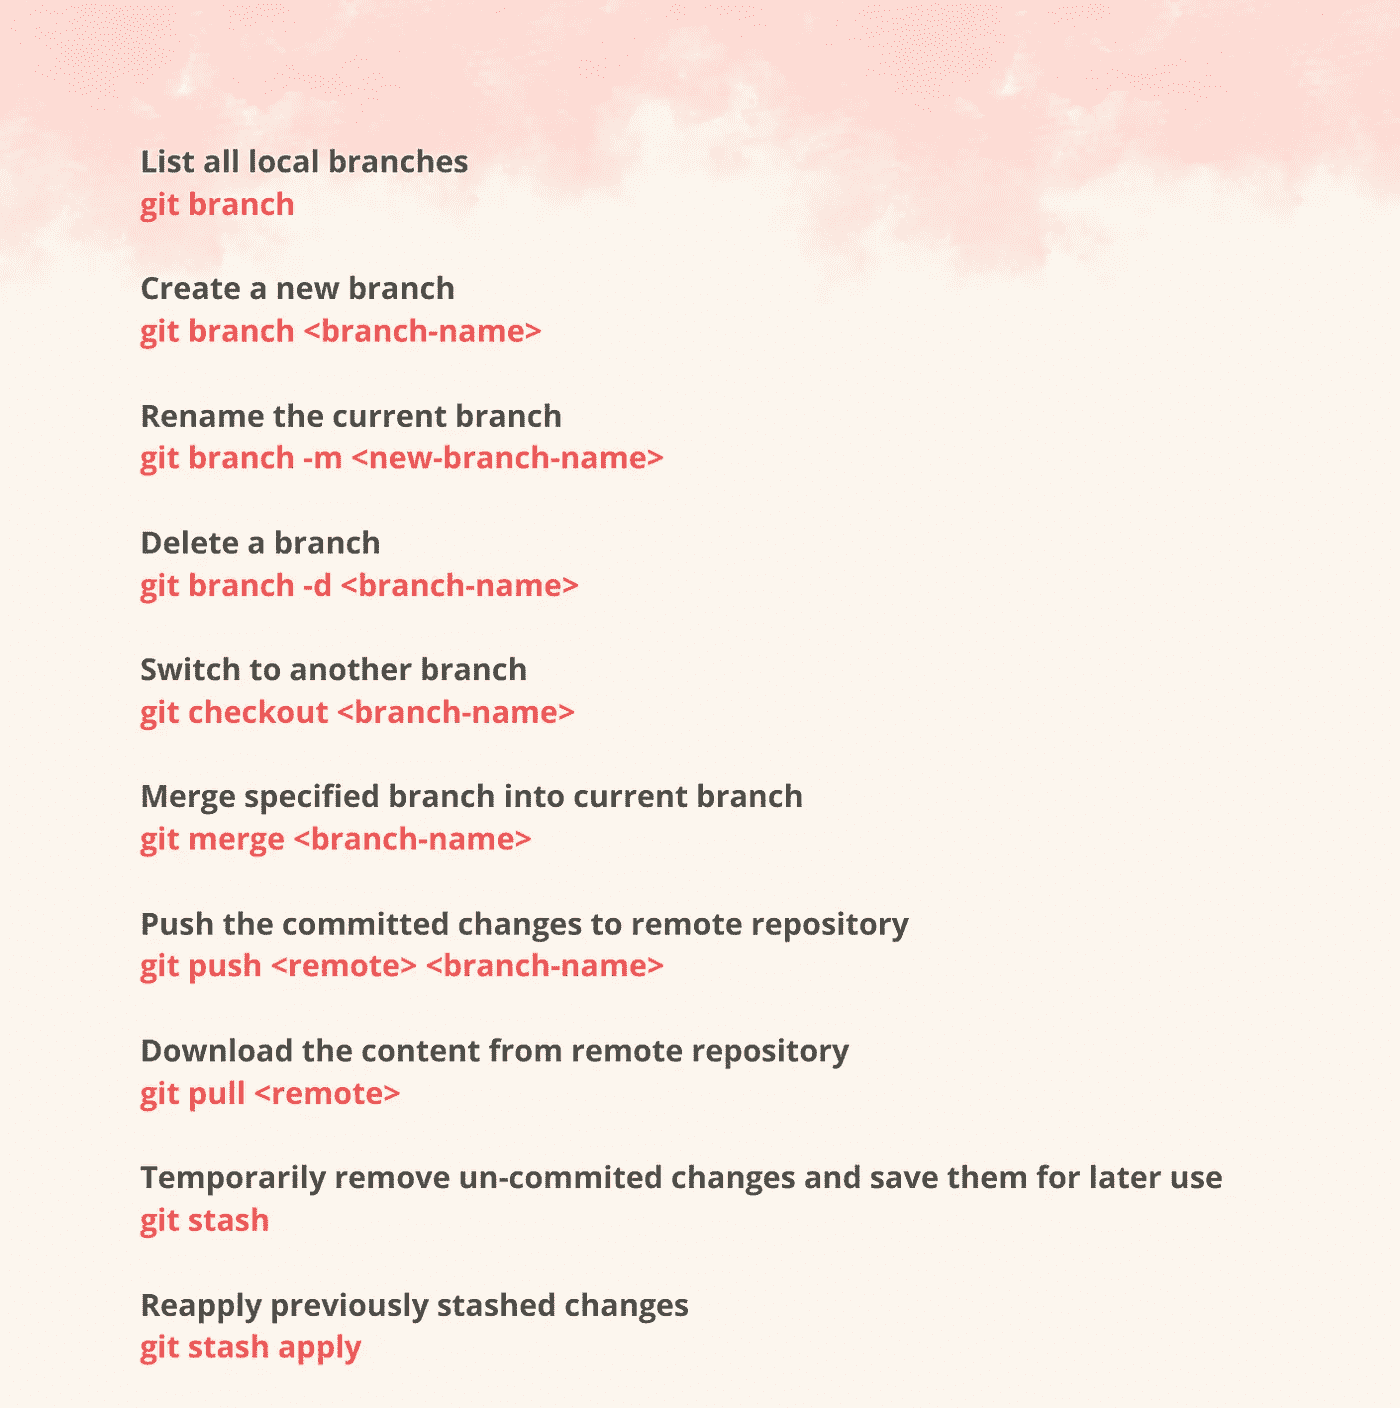 List all local branches
git branch
Create a new branch
git branch <branch-name>
Rename the current branch
git branch -m <new-branch-name>
Delete a branch
git branch -d <branch-name>
Switch to another branch
git checkout <branch-name>
Merge specified branch into current branch
git merge <branch-name>
Push the committed changes to remote repository
git push <remote> <branch-name>
Download the content from remote repository
git pull <remote>
Temporarily remove un-commited changes and save them for later use
git stash
Reapply previously stashed changes
git stash apply